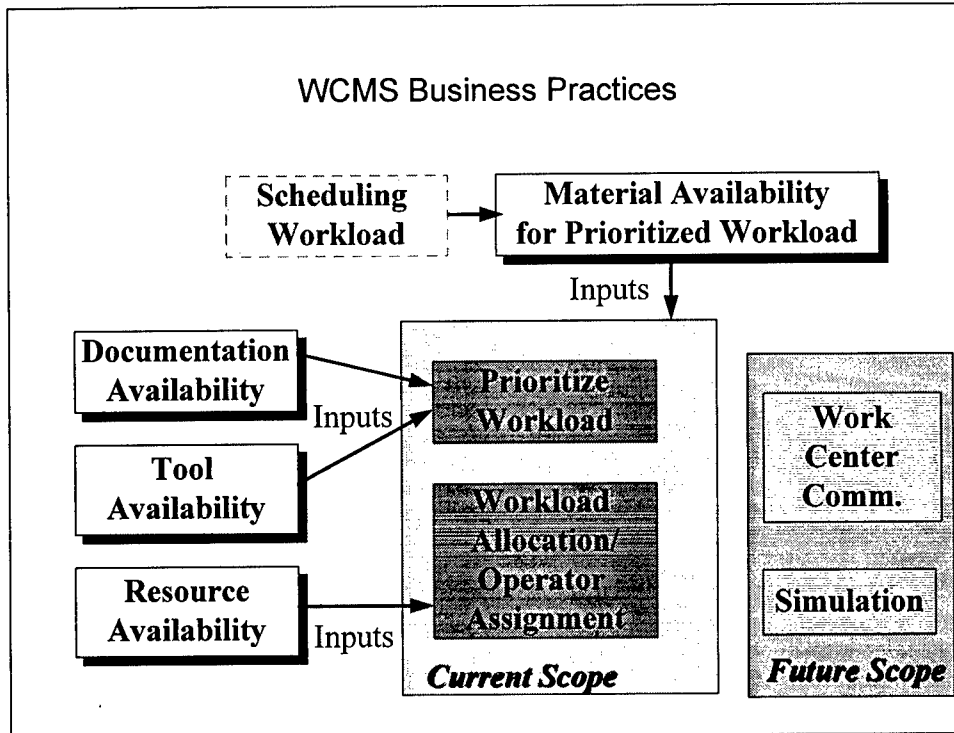 WCMS Business Practices
Scheduling
Workload
Material Availability
for Prioritized Workload
Inputs
Documentation
Availability
Inputs
Tool
Availability
Resource
Availability
Inputs
Prioritize
Workload
Workload
Allocation/
Operator
Assignment
Current Scope
Work
Center
Comm.
Simulation
Future Scope